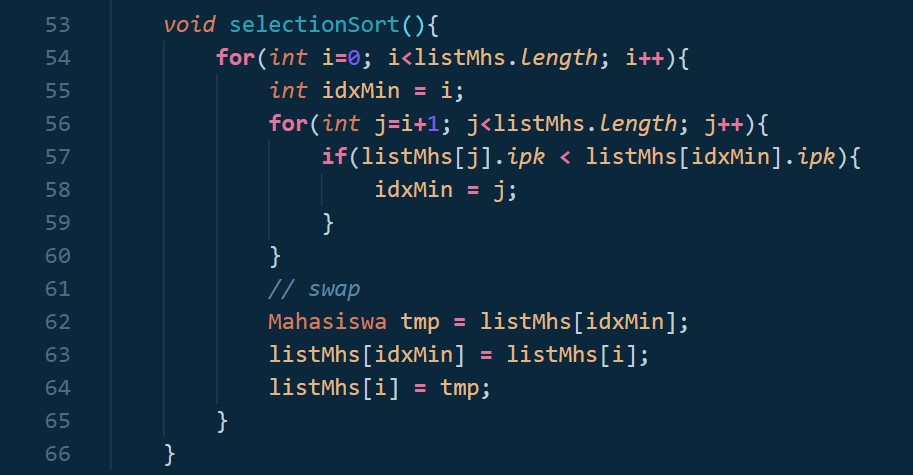 53 void selectionSort(){
54 for(int i=0; i<listMhs.length; i++){
55 int idxMin = i;
56 for(int j=i+1; j<listMhs.length; j++){
57 if(listMhs[j].ipk < listMhs[idxMin].ipk){
58 idxMin = j;
59 }
60 }
61 // swap
62 Mahasiswa tmp = listMhs[idxMin];
63 listMhs[idxMin] = listMhs[i];
64 listMhs[i] = tmp;
65 }
66 }